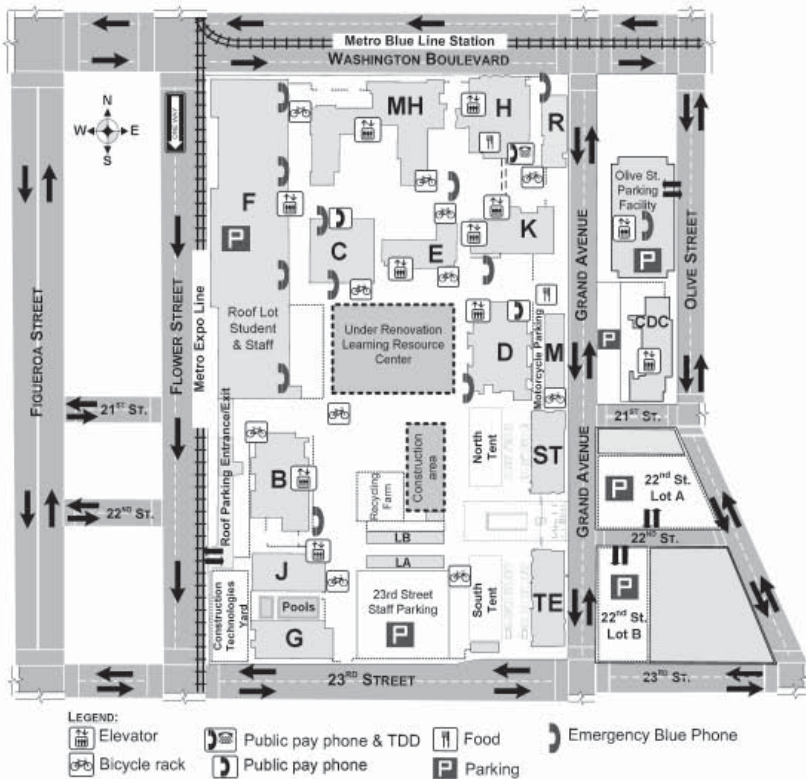 Metro Blue Line Station
WASHINGTON BOULEVARD
N
W E
S
ONE WAY
MH
H
R
F
P
C
E
K
Olive St.
Parking
Facility
P
FIGUEROA STREET
FLOWER STREET
Metro Expo Line
GRAND AVENUE
OLIVE STREET
Roof Lot
Student
& Staff
Under Renovation
Learning Resource
Center
D
Motorcycle Parking
M
P
CDC
21ST ST.
21ST ST.
Roof Parking Entrance/Exit
B
Recycling
Farm
Construction
area
North
Tent
ST
GRAND AVENUE
P
22nd St.
Lot A
22ND ST.
22ND ST.
LB
LA
J
Construction
Technologies
Yard
Pools
G
23rd Street
Staff Parking
P
South
Tent
TE
P
22nd St.
Lot B
23RD STREET
23RD ST.
LEGEND:
Elevator
Public pay phone & TDD
Food
Emergency Blue Phone
Bicycle rack
Public pay phone
P Parking